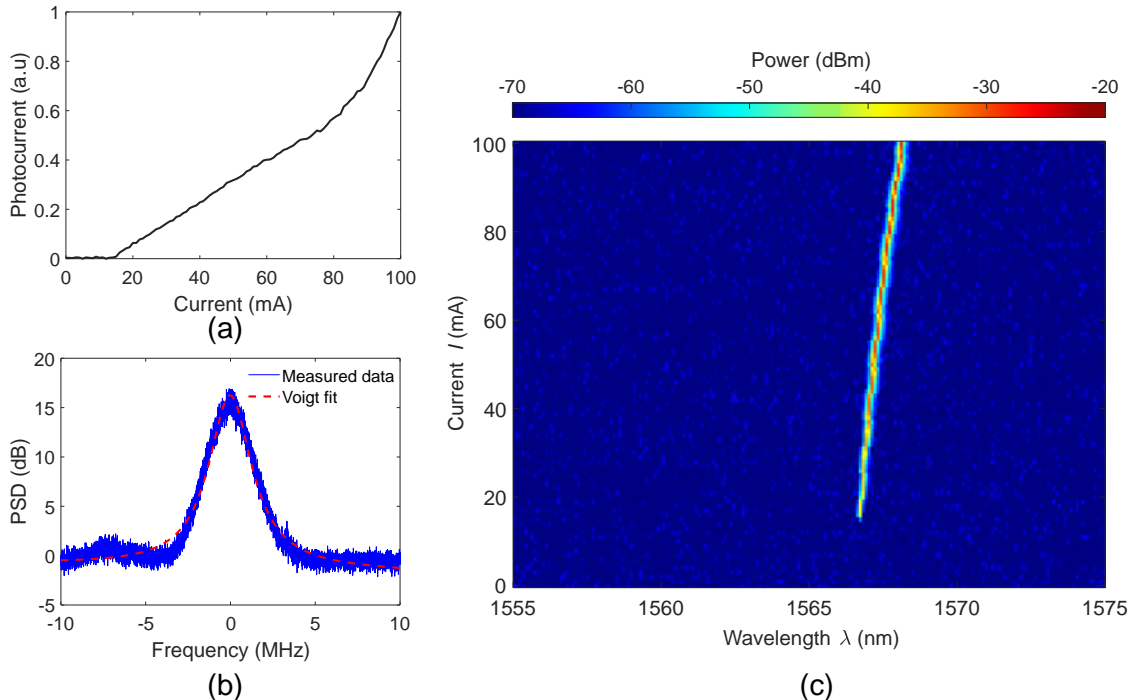 1
0.8
0.6
0.4
0.2
0
Photocurrent (a.u)
0 20 40 60 80 100
Current (mA)
(a)
20
15
10
5
0
-5
PSD (dB)
Measured data
Voigt fit
-10 -5 0 5 10
Frequency (MHz)
(b)
Power (dBm)
-70 -60 -50 -40 -30 -20
100
80
60
40
20
0
Current I (mA)
1555 1560 1565 1570 1575
Wavelength λ (nm)
(c)